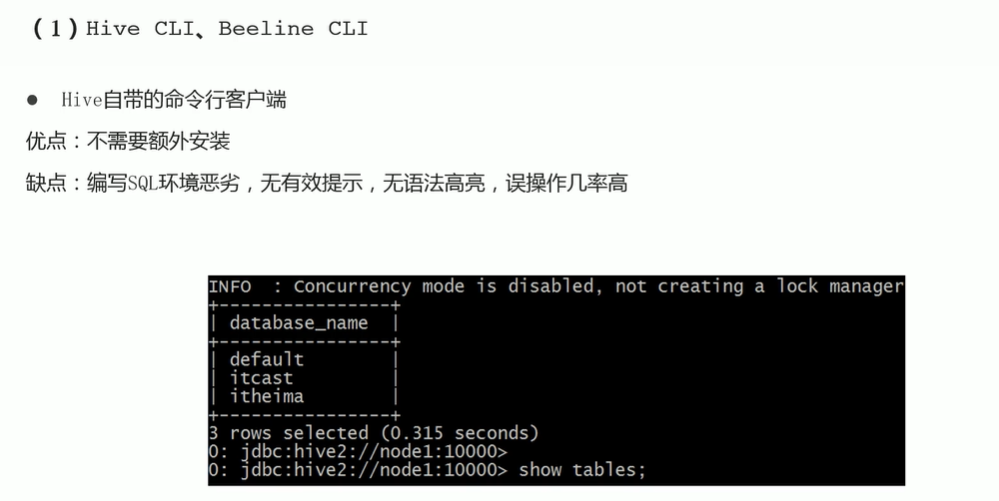 （1）Hive CLI、Beeline CLI
● Hive自带的命令行客户端
优点：不需要额外安装
缺点：编写SQL环境恶劣，无有效提示，无语法高亮，误操作几率高
INFO  : Concurrency mode is disabled, not creating a lock manager
+----------------+
| database_name  |
+----------------+
| default        |
| itcast         |
| itheima        |
+----------------+
3 rows selected (0.315 seconds)
0: jdbc:hive2://node1:10000>
0: jdbc:hive2://node1:10000> show tables;